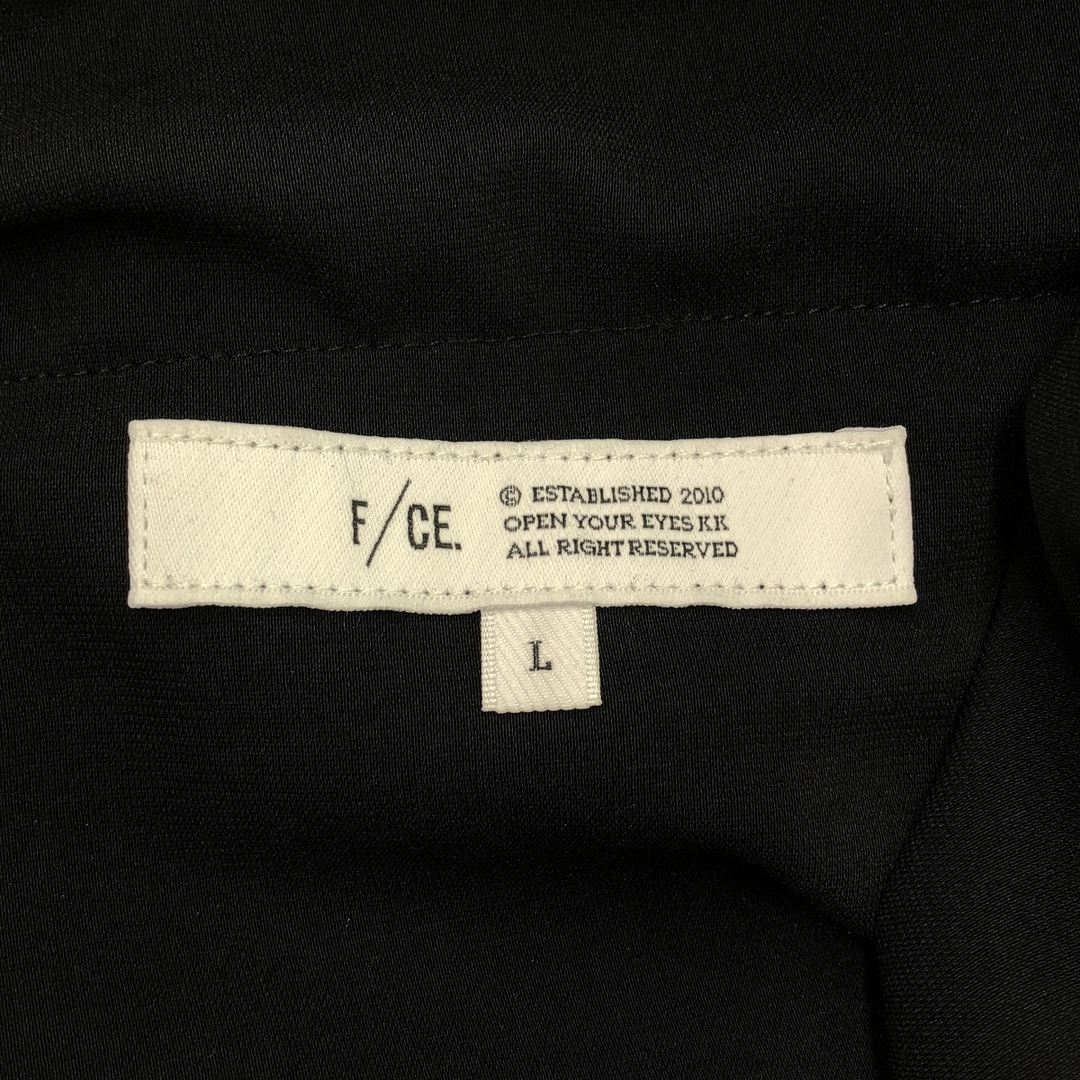 F/CE.
© ESTABLISHED 2010
OPEN YOUR EYES KK
ALL RIGHT RESERVED
L